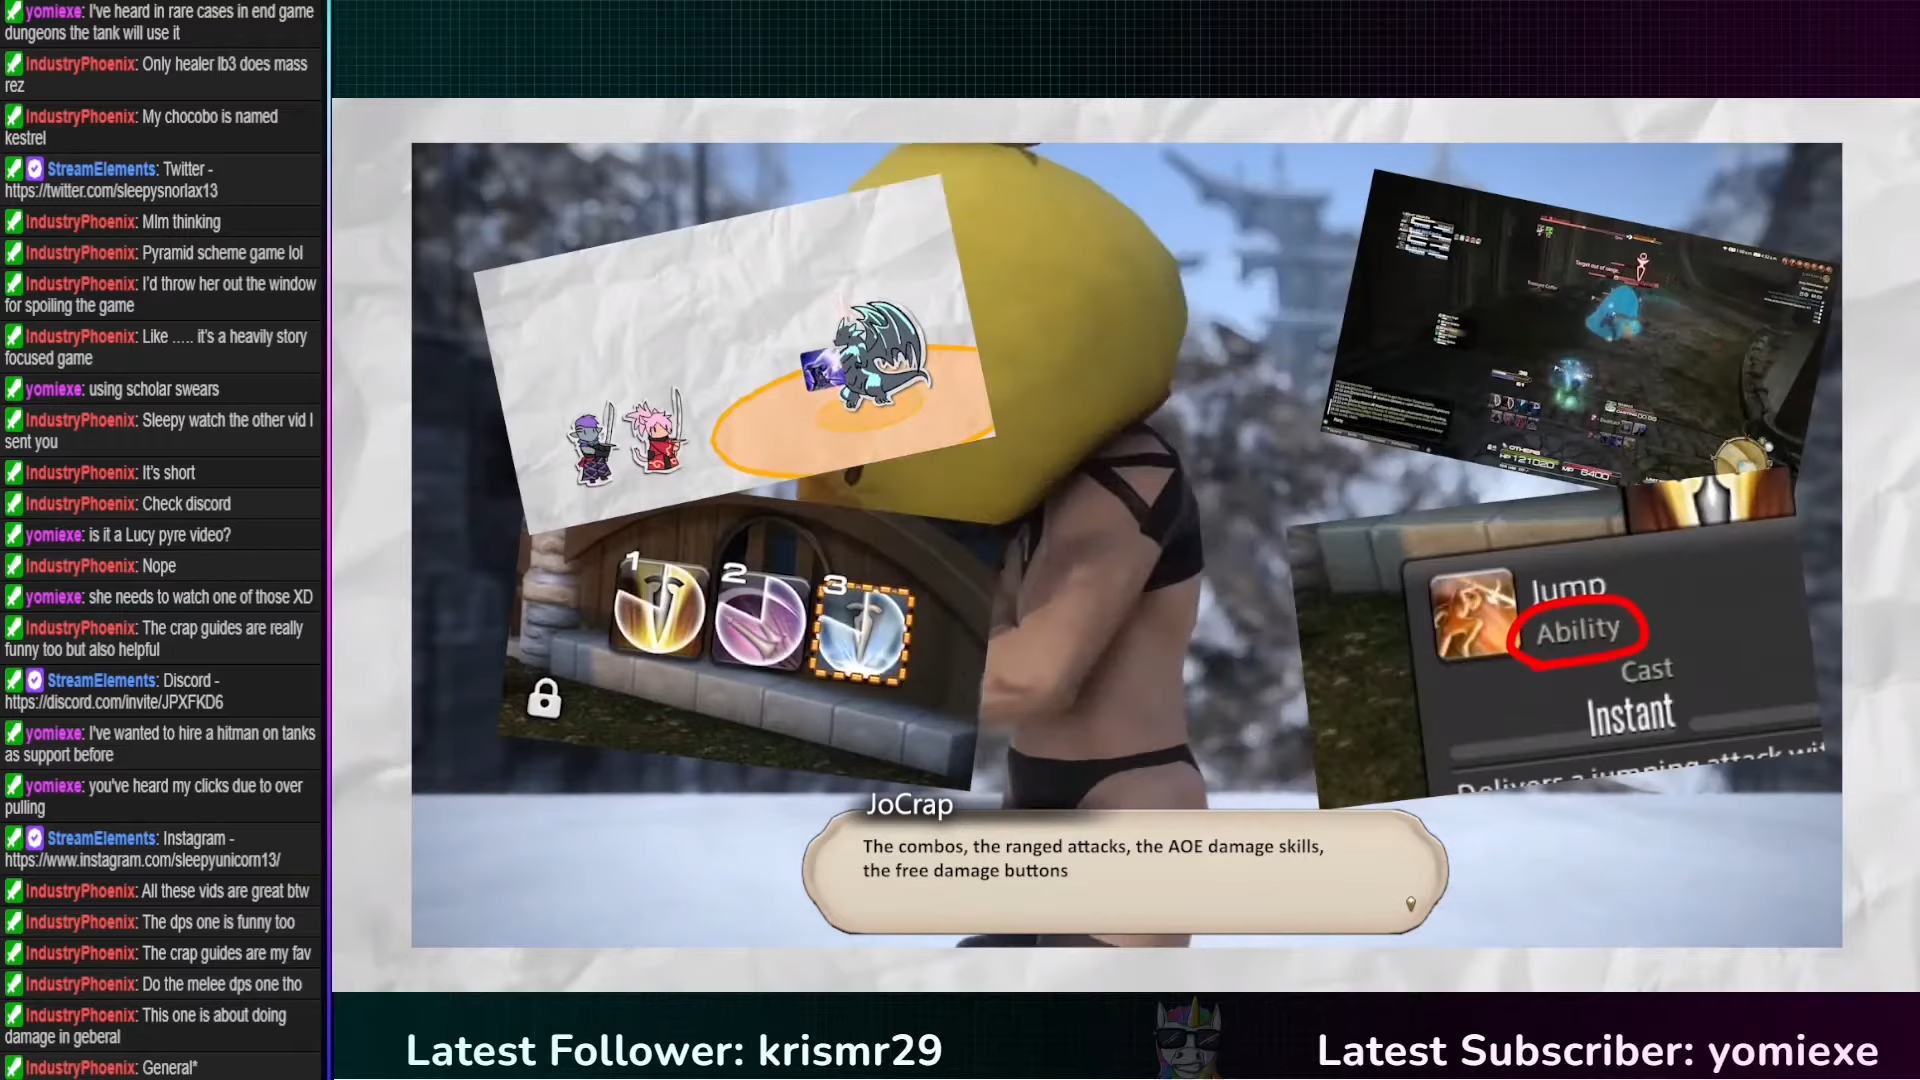 yomiexe: I've heard in rare cases in end game
dungeons the tank will use it
IndustryPhoenix: Only healer lb3 does mass
rez
IndustryPhoenix: My chocobo is named
kestrel
StreamElements: Twitter -
https://twitter.com/sleepysnorlax13
IndustryPhoenix: Mlm thinking
IndustryPhoenix: Pyramid scheme game lol
IndustryPhoenix: I'd throw her out the window
for spoiling the game
IndustryPhoenix: Like ..... it's a heavily story
focused game
yomiexe: using scholar swears
IndustryPhoenix: Sleepy watch the other vid I
sent you
IndustryPhoenix: It's short
IndustryPhoenix: Check discord
yomiexe: is it a Lucy pyre video?
IndustryPhoenix: Nope
yomiexe: she needs to watch one of those XD
IndustryPhoenix: The crap guides are really
funny too but also helpful
StreamElements: Discord -
https://discord.com/invite/JPXFKD6
yomiexe: I've wanted to hire a hitman on tanks
as support before
yomiexe: you've heard my clicks due to over
pulling
StreamElements: Instagram -
https://www.instagram.com/sleepyunicorn13/
IndustryPhoenix: All these vids are great btw
IndustryPhoenix: The dps one is funny too
IndustryPhoenix: The crap guides are my fav
IndustryPhoenix: Do the melee dps one tho
IndustryPhoenix: This one is about doing
damage in geberal
IndustryPhoenix: General*
Target out of range.
1 2 3
Jump
Ability
Cast
Instant
Delivers a jumping attack wit
JoCrap
The combos, the ranged attacks, the AOE damage skills,
the free damage buttons
Latest Follower: krismr29
Latest Subscriber: yomiexe